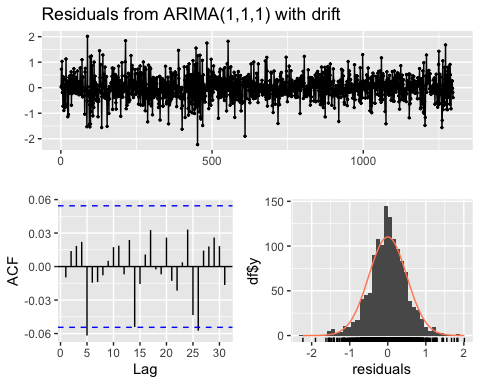 Residuals from ARIMA(1,1,1) with drift
2
1
0
-1
-2
0 500 1000
0.06
0.03
0.00
-0.03
-0.06
ACF
0 5 10 15 20 25 30
Lag
150
100
50
0
df$y
-2 -1 0 1 2
residuals